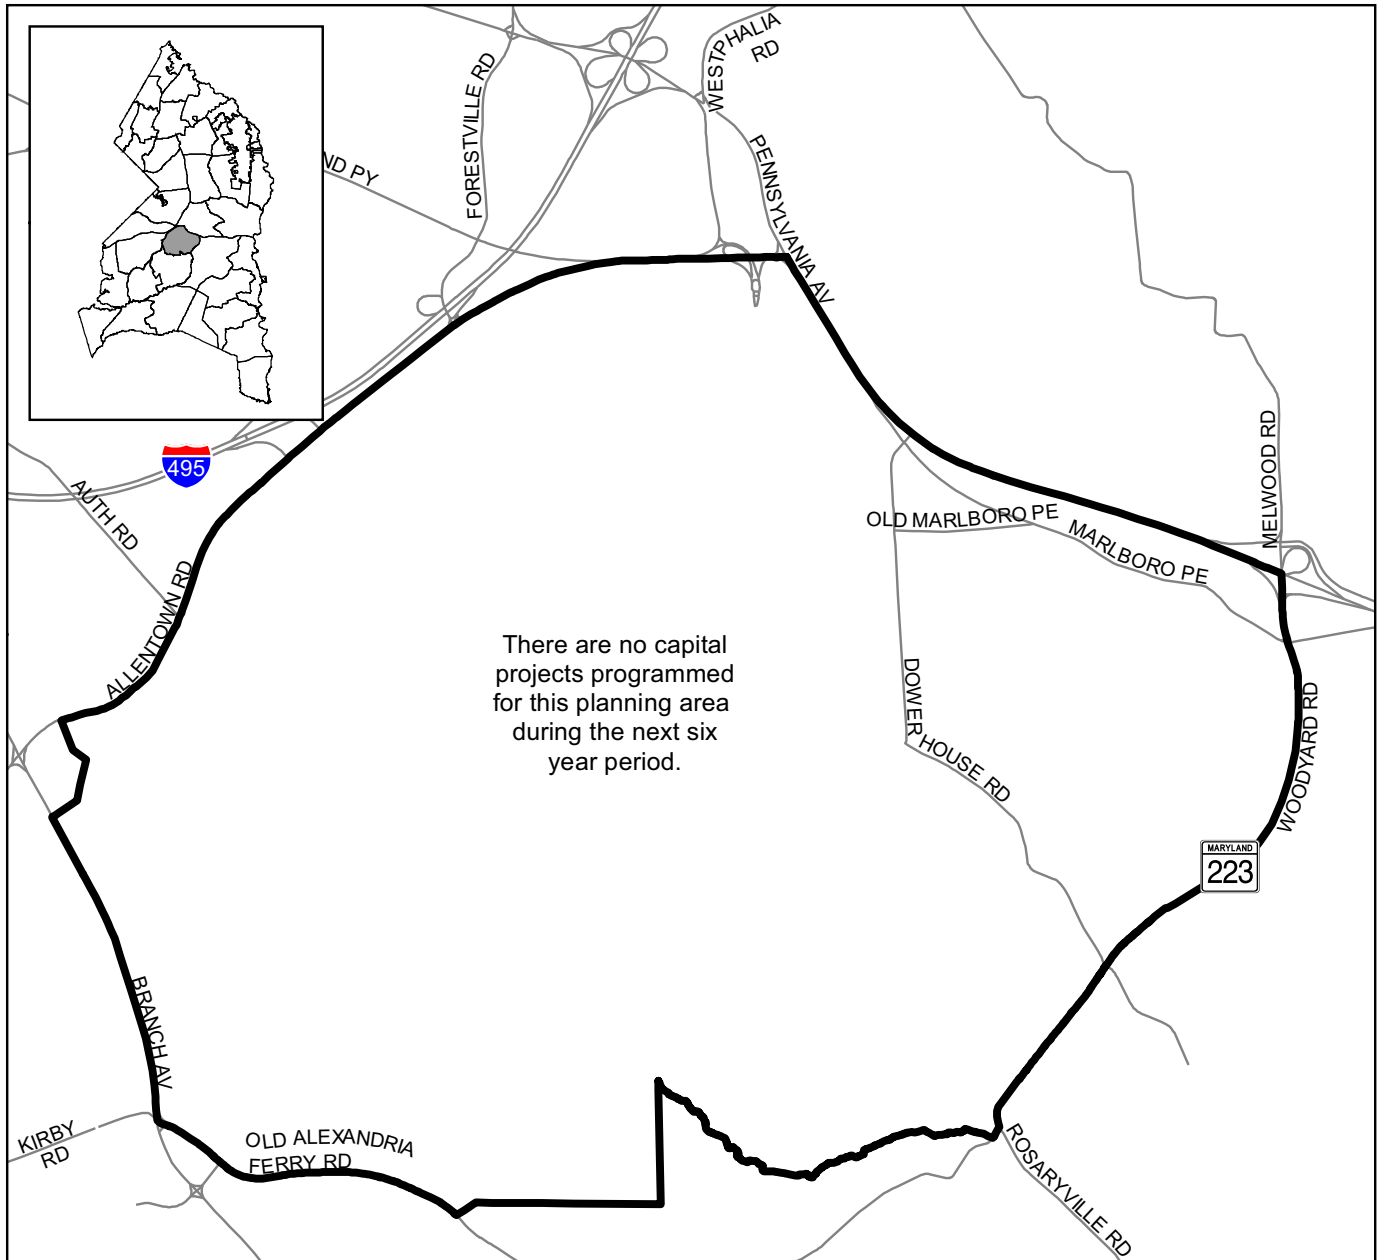 WESTPHALIA
RD
FORESTVILLE RD
ND PY
PENNSYLVANIA AV
495
AUTH RD
MELWOOD RD
OLD MARLBORO PE
MARLBORO PE
ALLENTOWN RD
There are no capital
projects programmed
for this planning area
during the next six
year period.
DOWER HOUSE RD
WOODYARD RD
MARYLAND
223
BRANCH AV
KIRBY
RD
OLD ALEXANDRIA
FERRY RD
ROSARYVILLE RD